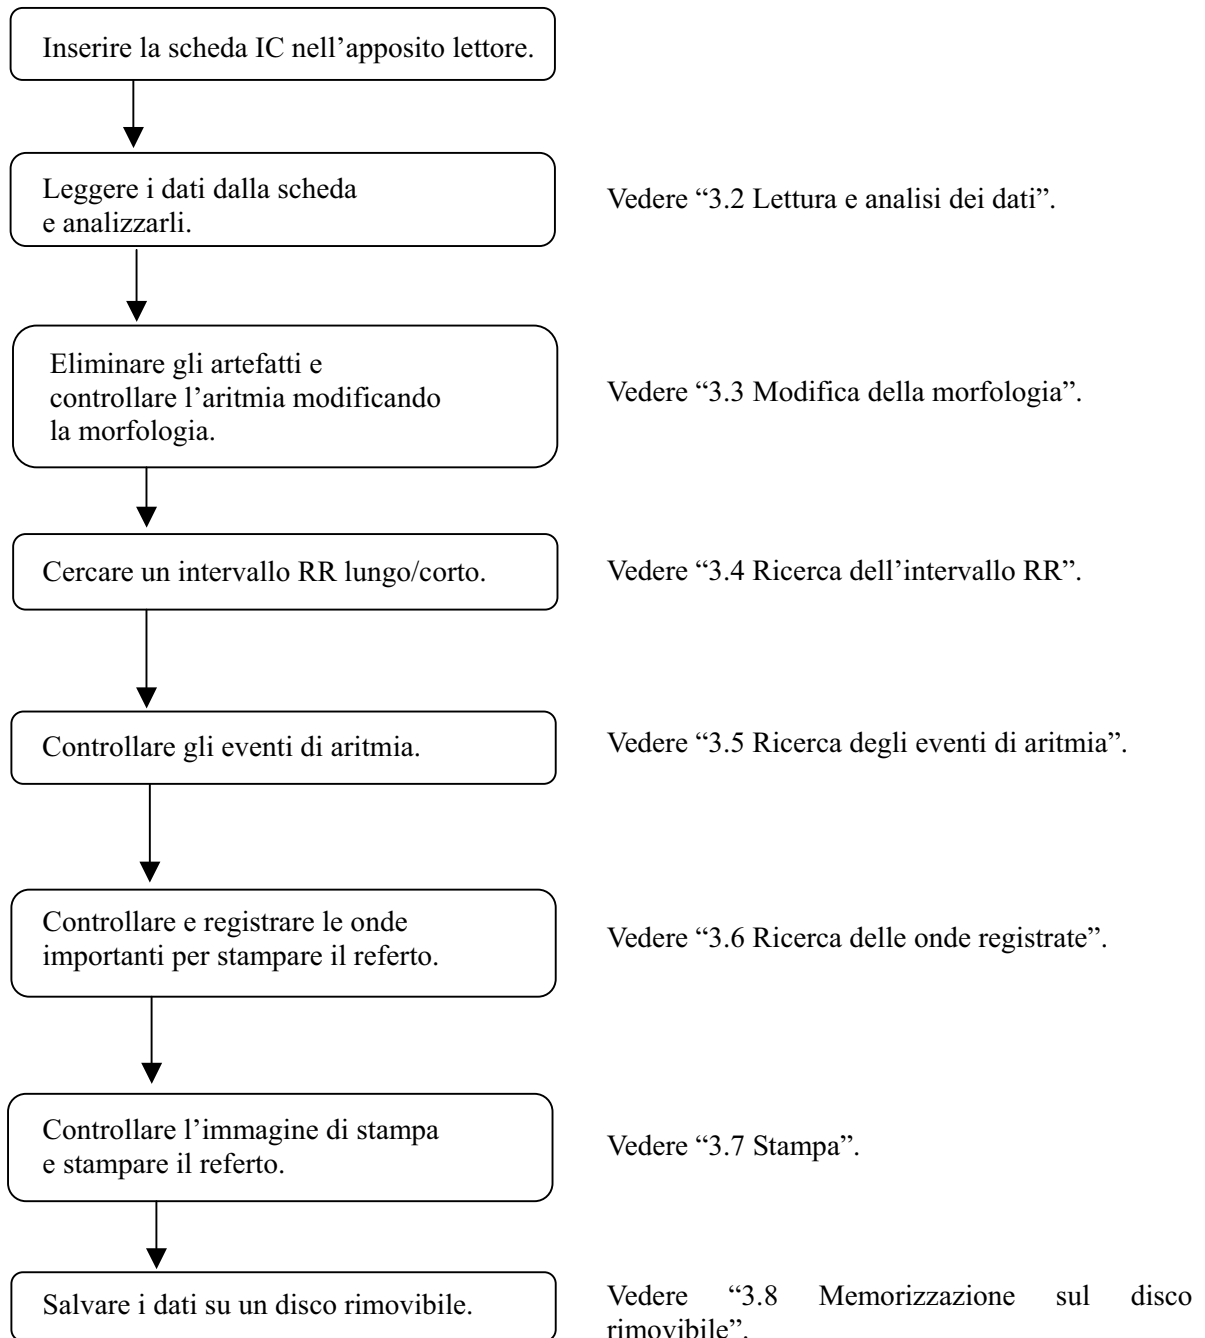 Inserire la scheda IC nell’apposito lettore.
Leggere i dati dalla scheda
e analizzarli.
Vedere “3.2 Lettura e analisi dei dati”.
Eliminare gli artefatti e
controllare l’aritmia modificando
la morfologia.
Vedere “3.3 Modifica della morfologia”.
Cercare un intervallo RR lungo/corto.
Vedere “3.4 Ricerca dell’intervallo RR”.
Controllare gli eventi di aritmia.
Vedere “3.5 Ricerca degli eventi di aritmia”.
Controllare e registrare le onde
importanti per stampare il referto.
Vedere “3.6 Ricerca delle onde registrate”.
Controllare l’immagine di stampa
e stampare il referto.
Vedere “3.7 Stampa”.
Salvare i dati su un disco rimovibile.
Vedere “3.8 Memorizzazione sul disco
rimovibile”.